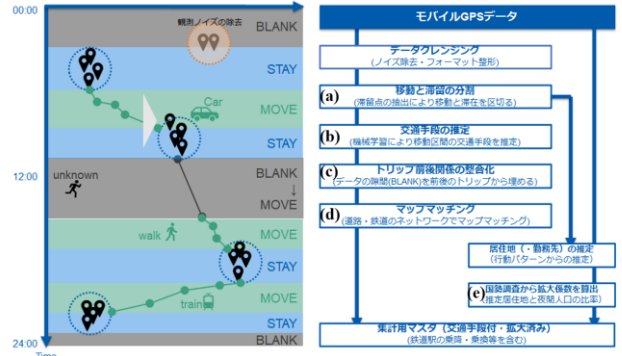 00:00
観測ノイズの除去
BLANK
STAY
Car
MOVE
STAY
12:00
unknown
BLANK
↓
MOVE
walk
MOVE
STAY
train
MOVE
STAY
24:00
BLANK
Time
モバイルGPSデータ
データクレンジング
(ノイズ除去・フォーマット整形)
(a) 移動と滞留の分割
(滞留点の抽出により移動と滞在を区切る)
(b) 交通手段の推定
(機械学習により移動区間の交通手段を推定)
(c) トリップ前後関係の整合化
(データの隙間(BLANK)を前後のトリップから埋める)
(d) マップマッチング
(道路・鉄道のネットワークでマップマッチング)
居住地（・勤務先）の推定
（行動パターンからの推定）
(e) 国勢調査から拡大係数を算出
(推定居住地と夜間人口の比率)
集計用マスタ（交通手段付・拡大済み）
(鉄道駅の乗降・乗換等を含む)